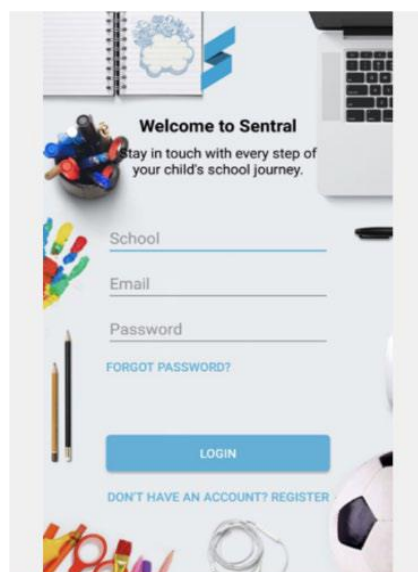 Welcome to Sentral
Stay in touch with every step of
your child's school journey.
School
Email
Password
FORGOT PASSWORD?
LOGIN
DON'T HAVE AN ACCOUNT? REGISTER